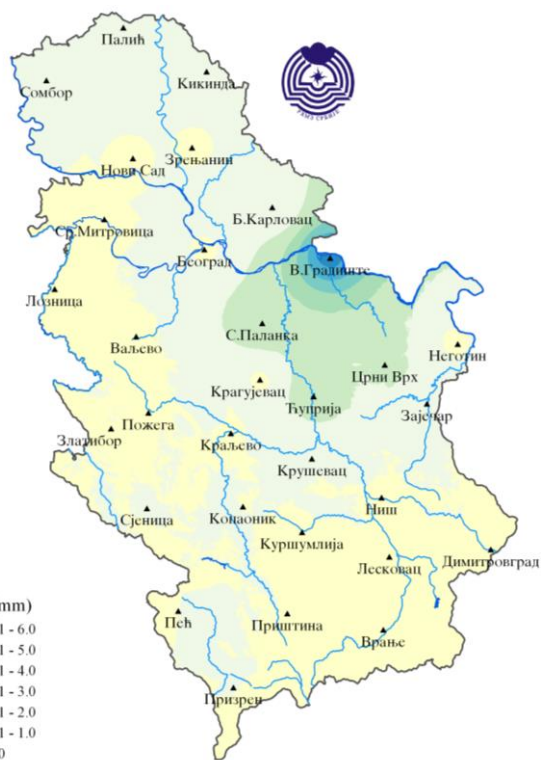 Палић
Кикинда
Сомбор
Зрењанин
Нови Сад
Б.Карловац
Ср.Митровица
Београд
В.Градиште
Лозница
С.Паланка
Ваљево
Неготин
Црни Врх
Крагујевац
Ћуприја
Зајечар
Пожега
Златибор
Краљево
Крушевац
Сјеница
Копаоник
Ниш
Куршумлија
Димитровград
Лесковац
Пећ
Приштина
Врање
Призрен
mm)
1 - 6.0
1 - 5.0
1 - 4.0
1 - 3.0
1 - 2.0
1 - 1.0
0